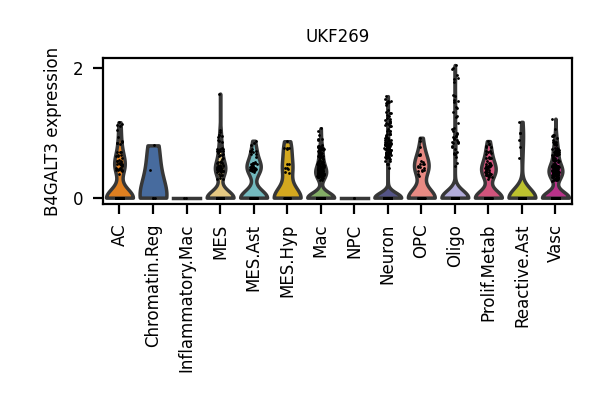 UKF269
B4GALT3 expression
2
0
AC
Chromatin.Reg
Inflammatory.Mac
MES
MES.Ast
MES.Hyp
Mac
NPC
Neuron
OPC
Oligo
Prolif.Metab
Reactive.Ast
Vasc